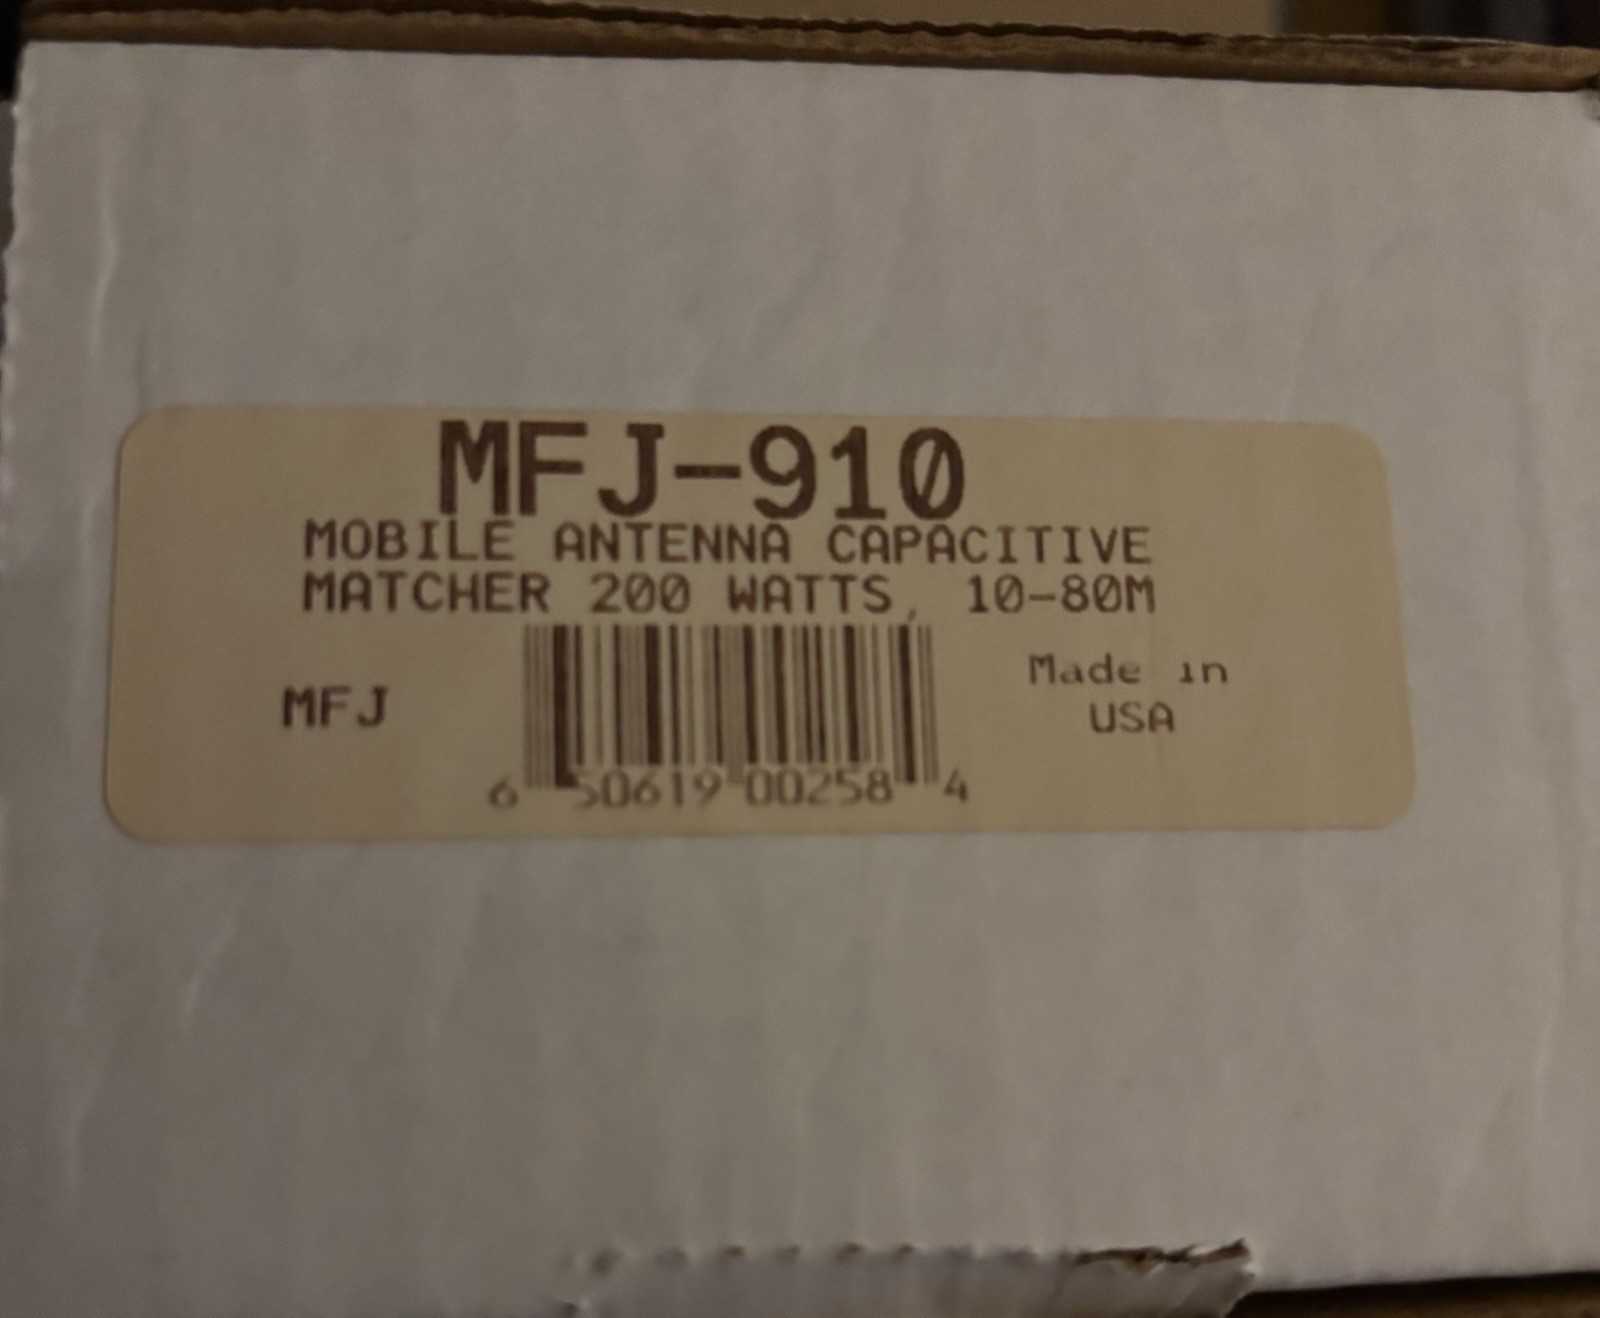 MFJ-910
MOBILE ANTENNA CAPACITIVE
MATCHER 200 WATTS, 10-80M
MFJ
Made in
USA
6 50619 00258 4